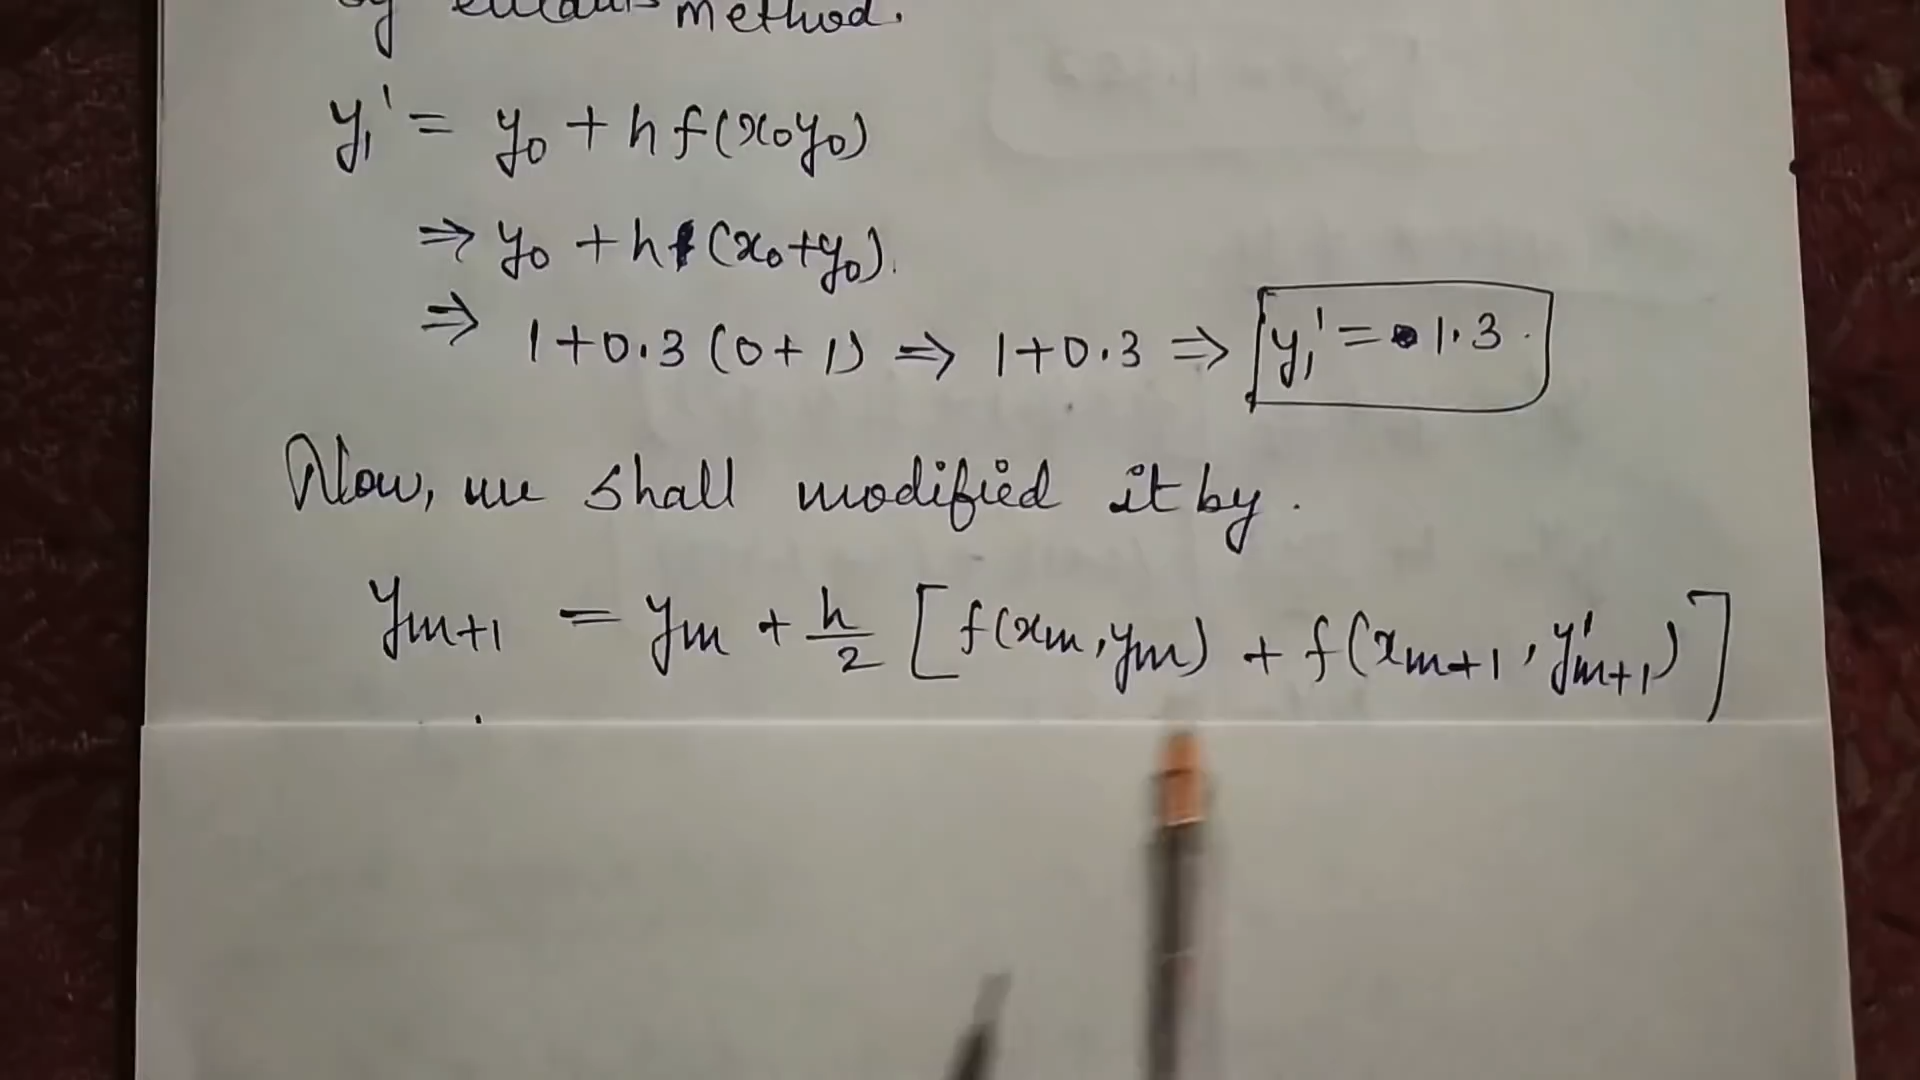 by method.
y₁' = y₀ + h f(x₀y₀)
⇒ y₀ + h (x₀+y₀).
⇒ 1+0.3 (0+1) ⇒ 1+0.3 ⇒ y₁' = 1.3.
Now, we shall modified it by.
yₘ₊₁ = yₘ + h/2 [f(xₘ,yₘ) + f(xₘ₊₁, y'ₘ₊₁)]